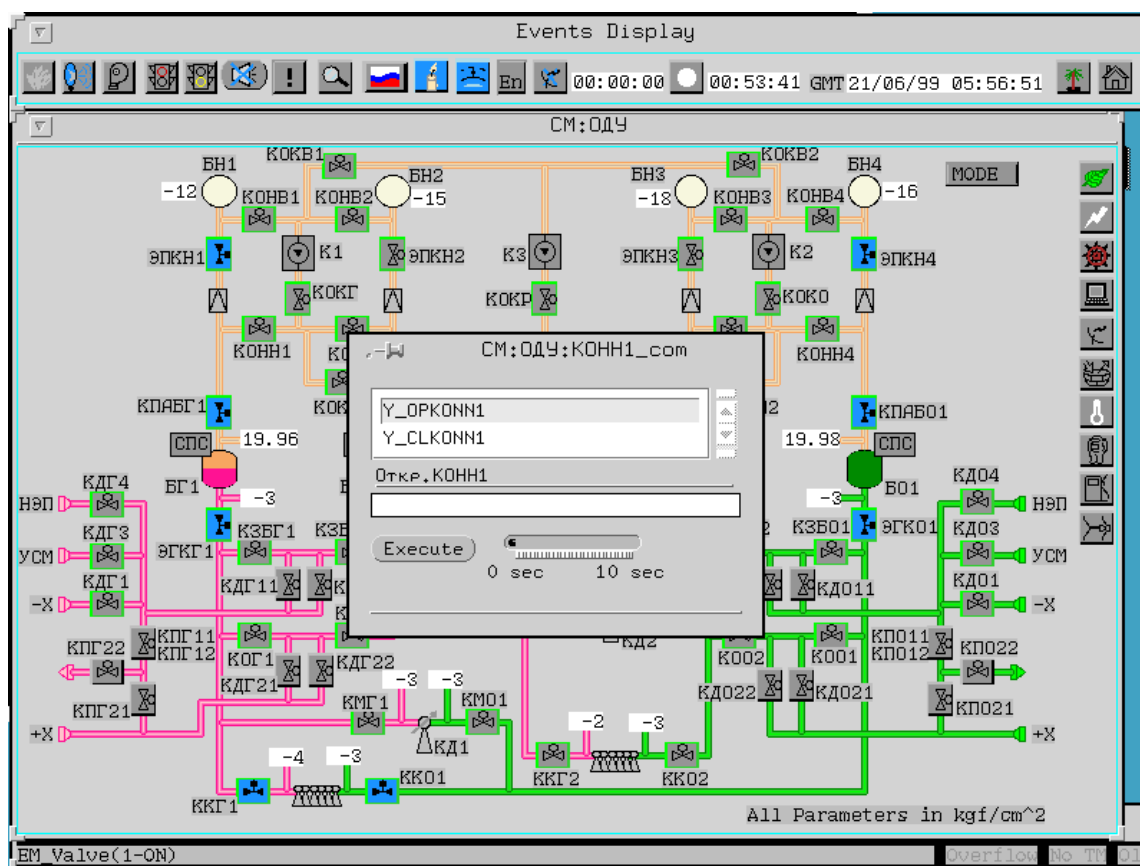 Events Display
En 00:00:00 00:53:41 GMT 21/06/99 05:56:51
СМ:ОДУ
БН1 КОКВ1 БН2 БН3 КОКВ2 БН4 MODE
-12 КОНВ1 КОНВ2 -15 -18 КОНВ3 КОНВ4 -16
ЭПКН1 К1 ЭПКН2 К3 ЭПКН3 К2 ЭПКН4
КОКГ КОКР КОКО
КОНН1 КОНН4
СМ:ОДУ:КОНН1_com
Y_OPKONN1
Y_CLKONN1
Откр.КОНН1
Execute
0 sec 10 sec
КПАБГ1 КПАБО1
СПС 19.96 19.98 СПС
КДГ4 БГ1 -3 -3 БО1 КДО4
НЭП НЭП
КДГ3 ЭГКГ1 КЗБГ1 КЗБО1 ЭГКО1 КДО3
УСМ УСМ
КДГ1 КДГ11 КДО11 КДО1
-X -X
КПГ22 КПГ11 КПГ12 КОГ1 КДГ22 КД2 КОО2 КОО1 КПО11 КПО12 КПО22
КПГ21 КДГ21 КДО22 КДО21 КПО21
-3 -3
КМГ1 КМО1 -2 -3
+X КД1 +X
-4 -3
ККГ1 ККО1 ККГ2 ККО2
All Parameters in kgf/cm^2
EM_Valve(1-ON) Overflow No TM